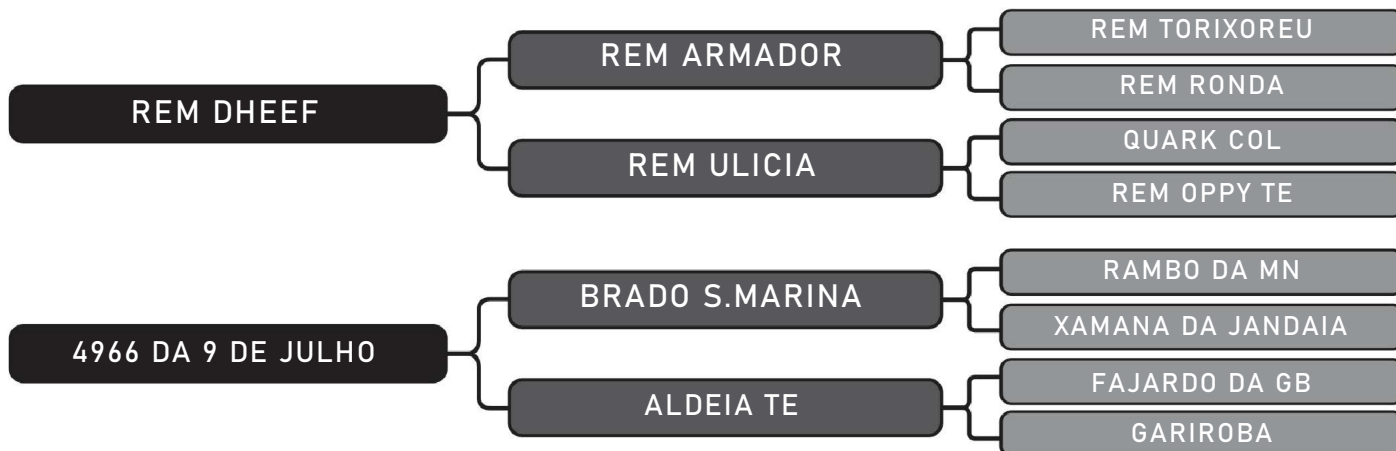 REM DHEEF
REM ARMADOR
REM TORIXOREU
REM RONDA
REM ULICIA
QUARK COL
REM OPPY TE
4966 DA 9 DE JULHO
BRADO S.MARINA
RAMBO DA MN
XAMANA DA JANDAIA
ALDEIA TE
FAJARDO DA GB
GARIROBA